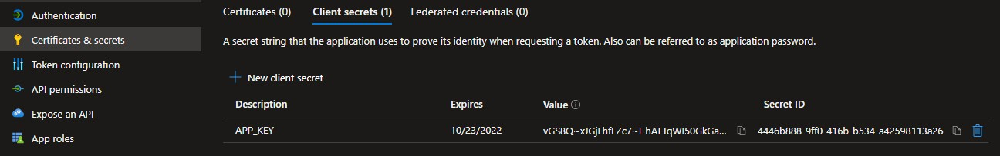 Authentication
Certificates & secrets
Token configuration
API permissions
Expose an API
App roles
Certificates (0) Client secrets (1) Federated credentials (0)
A secret string that the application uses to prove its identity when requesting a token. Also can be referred to as application password.
New client secret
Description Expires Value Secret ID
APP_KEY 10/23/2022 vGS8Q~xJGjLhfFZc7~I-hATTqWI50GkGa... 4446b888-9ff0-416b-b534-a42598113a26